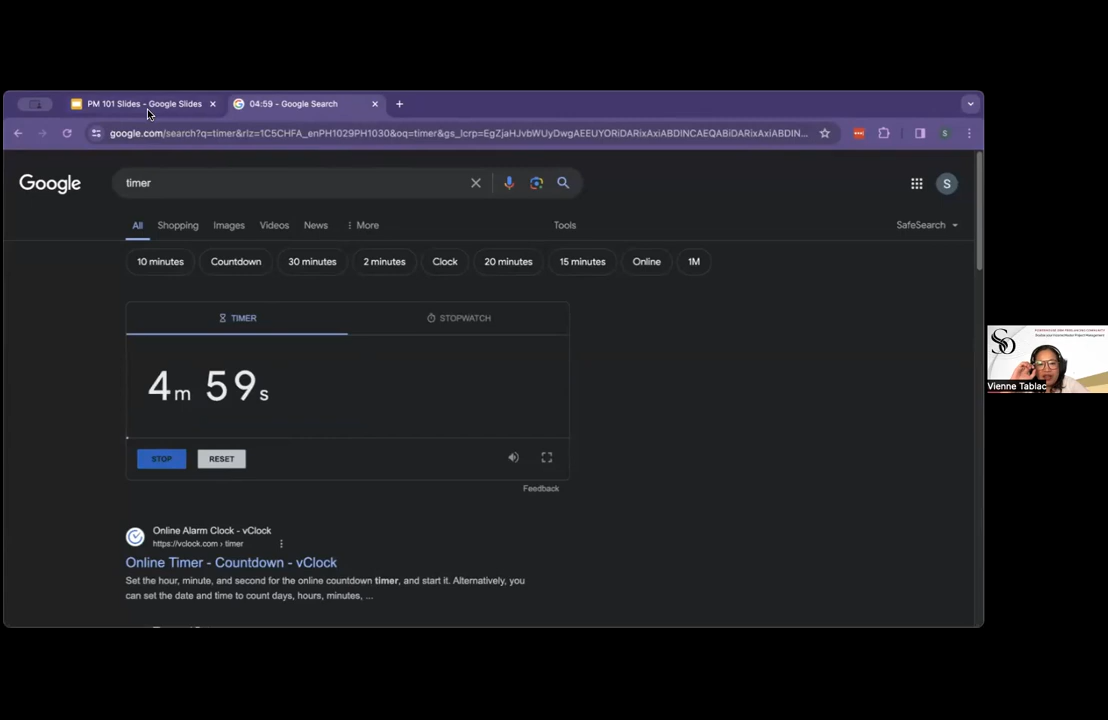 PM 101 Slides - Google Slides
04:59 - Google Search
google.com/search?q=timer&rlz=1C5CHFA_enPH1029PH1030&oq=timer&gs_lcrp=EgZjaHJvbWUyDwgAEEUYORiDARixAxiABDINCAEQABiDARixAxiABDIN...
S
Google
timer
S
All Shopping Images Videos News More Tools SafeSearch
10 minutes Countdown 30 minutes 2 minutes Clock 20 minutes 15 minutes Online 1M
TIMER STOPWATCH
4m 59s
STOP RESET
Feedback
Online Alarm Clock - vClock
https://vclock.com › timer
Online Timer - Countdown - vClock
Set the hour, minute, and second for the online countdown timer, and start it. Alternatively, you
can set the date and time to count days, hours, minutes, ...
SO
Vienne Tablac